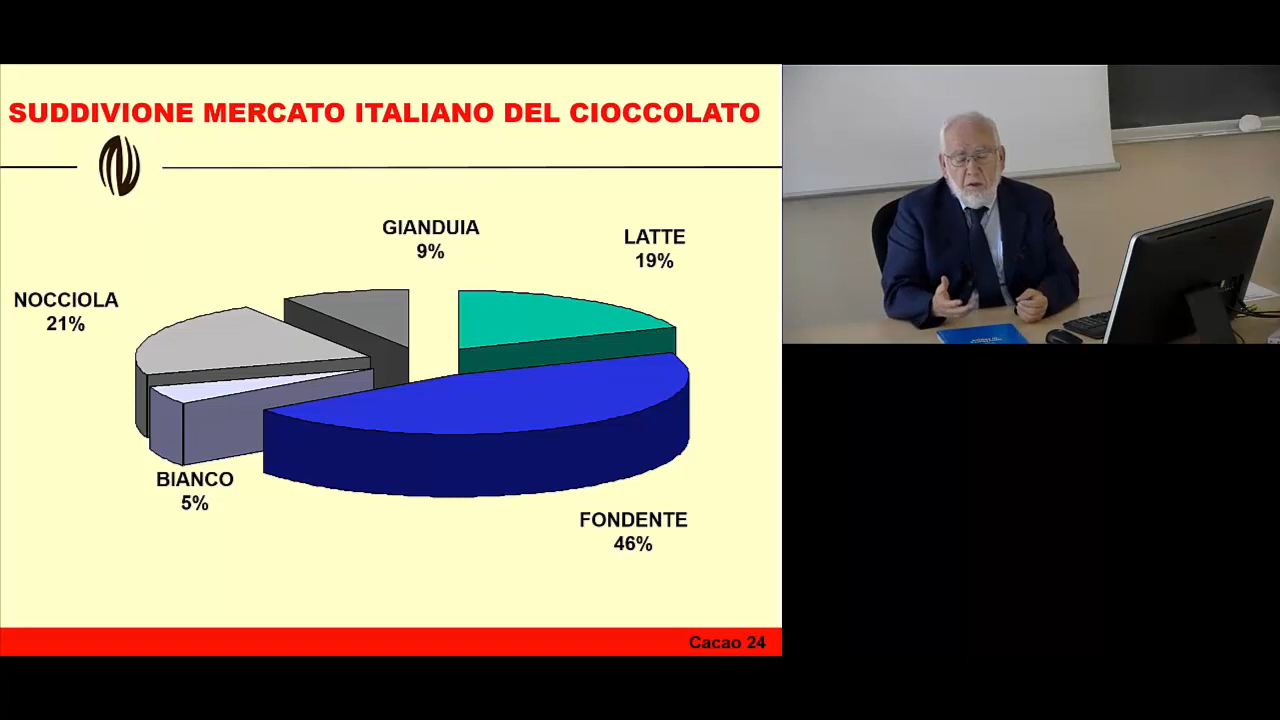 SUDDIVIONE MERCATO ITALIANO DEL CIOCCOLATO
GIANDUIA
9%
LATTE
19%
NOCCIOLA
21%
BIANCO
5%
FONDENTE
46%
Cacao 24